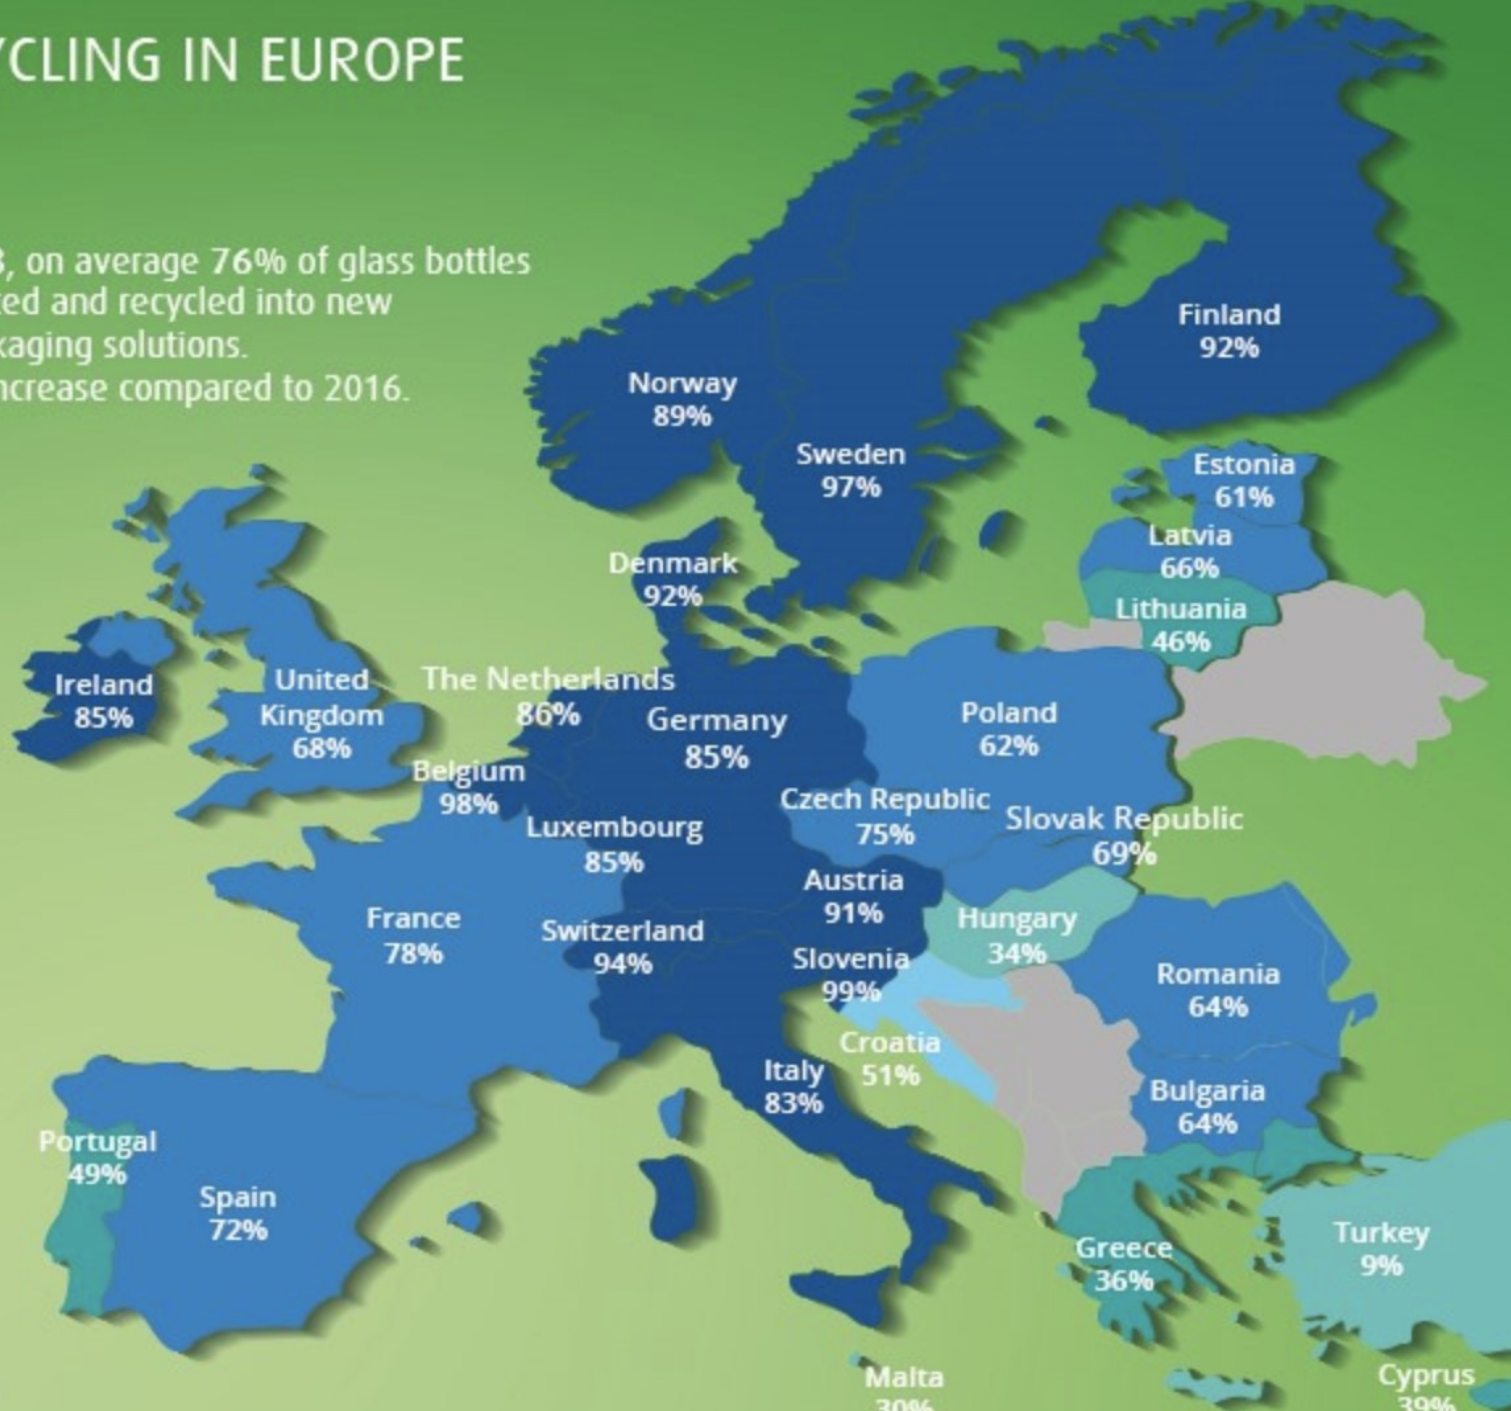 CLING IN EUROPE
, on average 76% of glass bottles
ted and recycled into new
kaging solutions.
ncrease compared to 2016.
Finland
92%
Norway
89%
Sweden
97%
Estonia
61%
Latvia
66%
Lithuania
46%
Denmark
92%
Ireland
85%
United
Kingdom
68%
The Netherlands
86%
Germany
85%
Poland
62%
Belgium
98%
Czech Republic
75%
Slovak Republic
69%
Luxembourg
85%
Austria
91%
France
78%
Switzerland
94%
Hungary
34%
Slovenia
99%
Romania
64%
Croatia
51%
Italy
83%
Bulgaria
64%
Portugal
49%
Spain
72%
Greece
36%
Turkey
9%
Malta
30%
Cyprus
39%